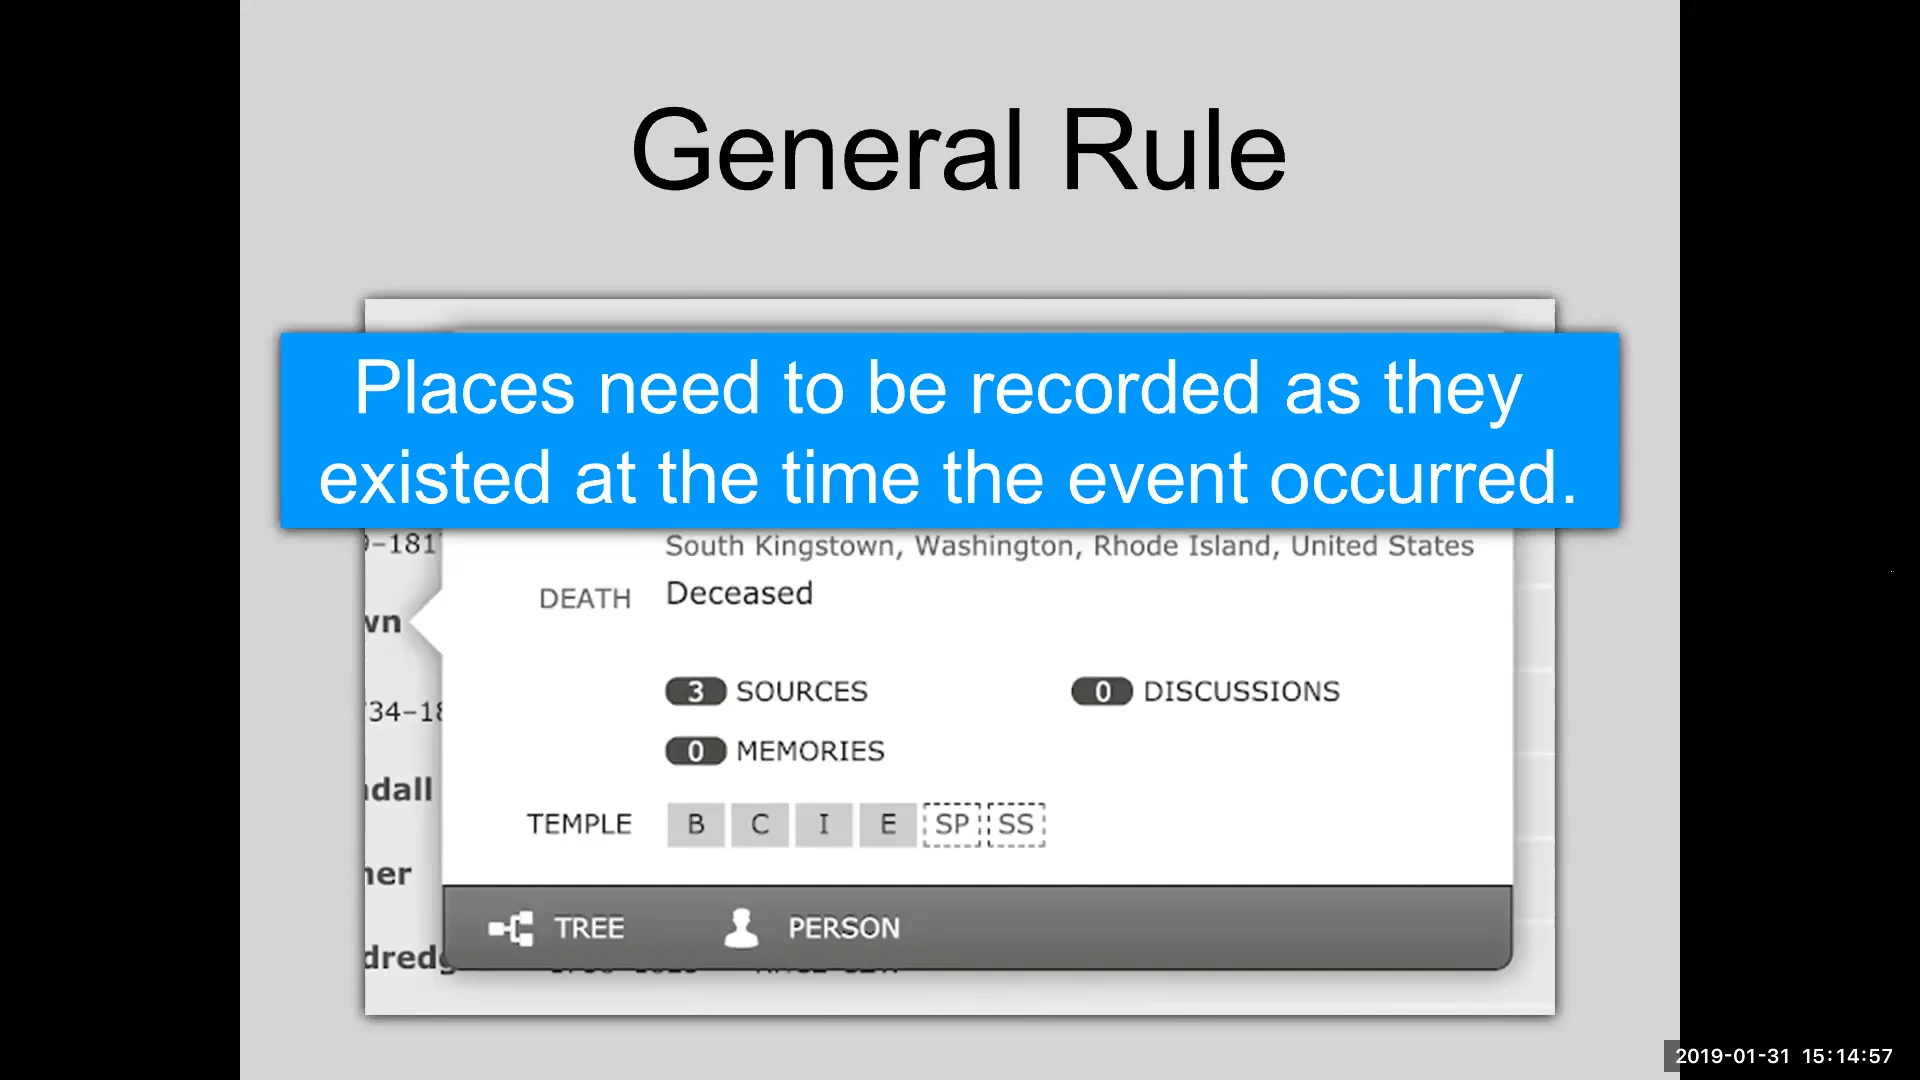 General Rule
Places need to be recorded as they
existed at the time the event occurred.
South Kingstown, Washington, Rhode Island, United States
DEATH Deceased
3 SOURCES 0 DISCUSSIONS
0 MEMORIES
TEMPLE B C I E SP SS
TREE PERSON
2019-01-31 15:14:57